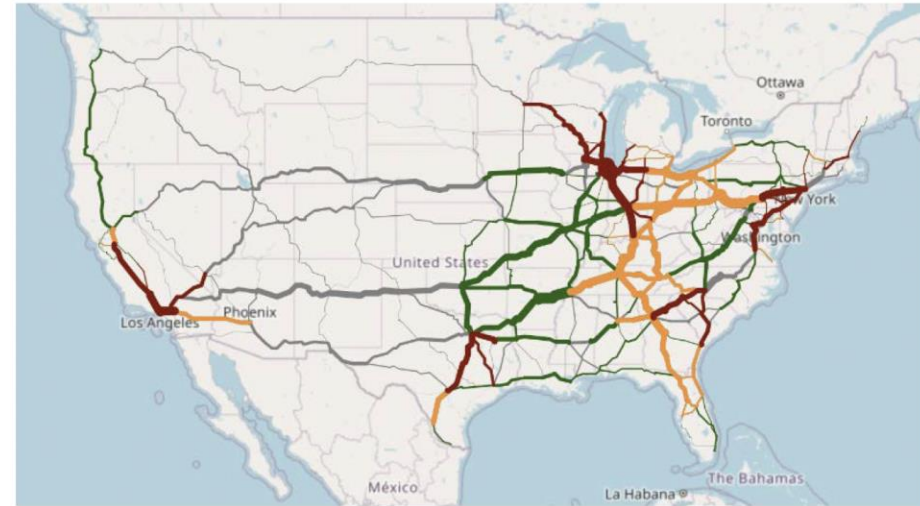 Ottawa
Toronto
New York
Washington
United States
Phoenix
Los Angeles
The Bahamas
México
La Habana